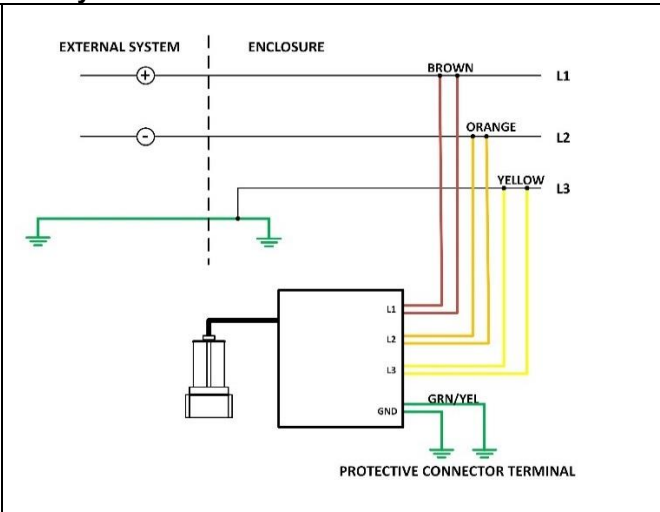 EXTERNAL SYSTEM ENCLOSURE
+ BROWN L1
- ORANGE L2
YELLOW L3
L1
L2
L3
GRN/YEL
GND
PROTECTIVE CONNECTOR TERMINAL